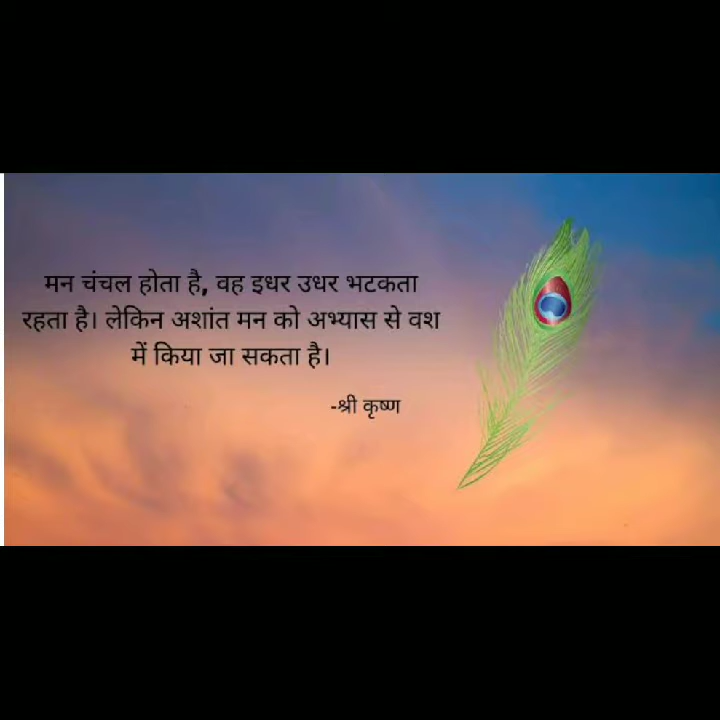 मन चंचल होता है, वह इधर उधर भटकता
रहता है। लेकिन अशांत मन को अभ्यास से वश
में किया जा सकता है।
-श्री कृष्ण